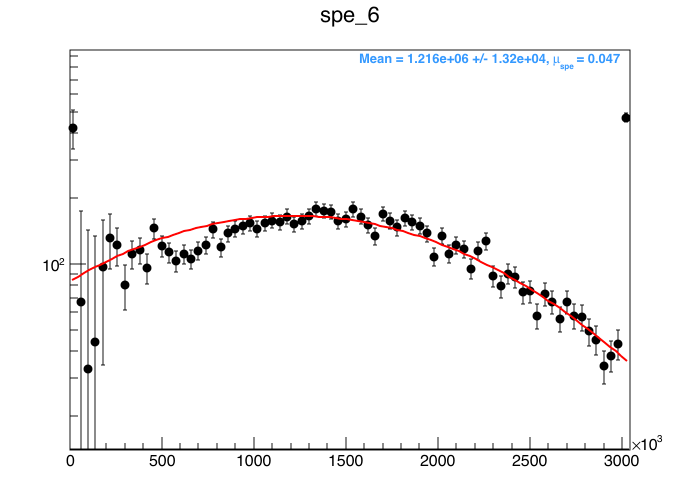 spe_6
Mean = 1.216e+06 +/- 1.32e+04, μspe = 0.047
10²
0 500 1000 1500 2000 2500 3000 ×10³